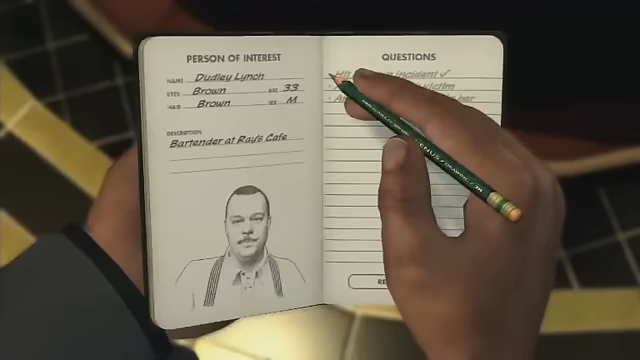 PERSON OF INTEREST
NAME Dudley Lynch
EYES Brown AGE 33
HAIR Brown SEX M
DESCRIPTION
Bartender at Ray's Cafe
QUESTIONS
incident ✓
victim
bar
VENUS